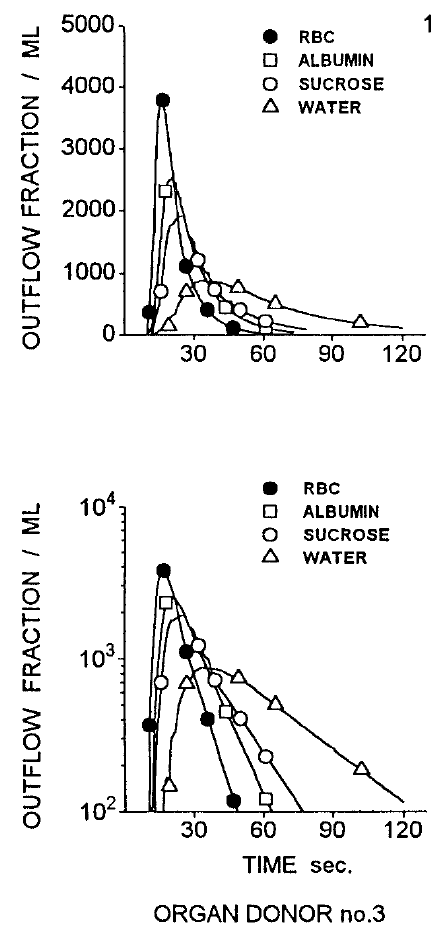 1
5000
4000
3000
2000
1000
0
OUTFLOW FRACTION / ML
RBC
ALBUMIN
SUCROSE
WATER
30 60 90 120
10^4
10^3
10^2
OUTFLOW FRACTION / ML
RBC
ALBUMIN
SUCROSE
WATER
30 60 90 120
TIME sec.
ORGAN DONOR no.3